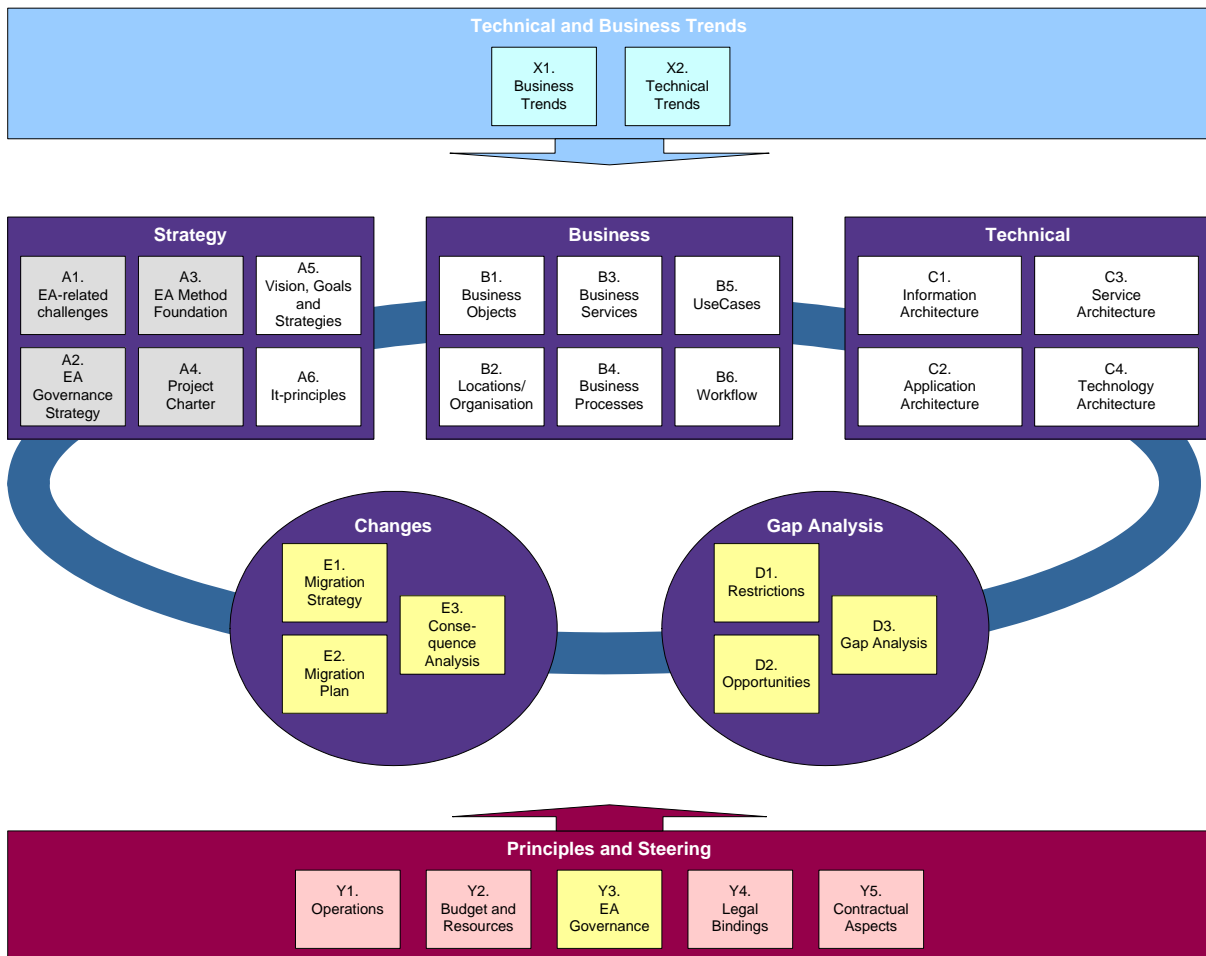 Technical and Business Trends
X1.
Business
Trends
X2.
Technical
Trends
Strategy
A1.
EA-related
challenges
A3.
EA Method
Foundation
A5.
Vision, Goals
and
Strategies
A2.
EA
Governance
Strategy
A4.
Project
Charter
A6.
It-principles
Business
B1.
Business
Objects
B3.
Business
Services
B5.
UseCases
B2.
Locations/
Organisation
B4.
Business
Processes
B6.
Workflow
Technical
C1.
Information
Architecture
C3.
Service
Architecture
C2.
Application
Architecture
C4.
Technology
Architecture
Changes
E1.
Migration
Strategy
E3.
Conse-
quence
Analysis
E2.
Migration
Plan
Gap Analysis
D1.
Restrictions
D3.
Gap Analysis
D2.
Opportunities
Principles and Steering
Y1.
Operations
Y2.
Budget and
Resources
Y3.
EA
Governance
Y4.
Legal
Bindings
Y5.
Contractual
Aspects